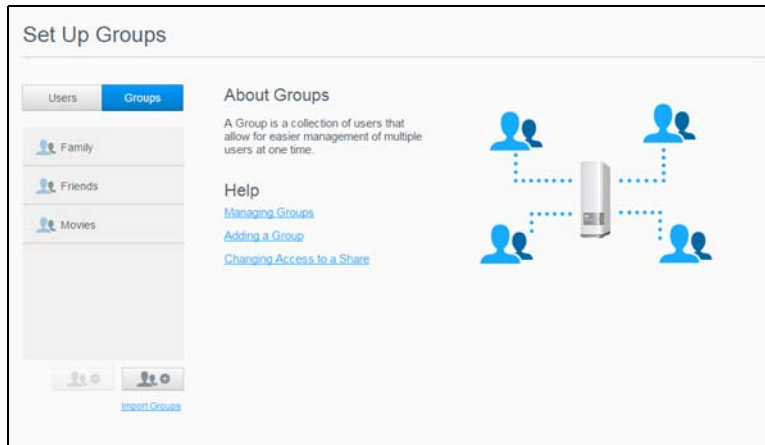 Set Up Groups
Users
Groups
Family
Friends
Movies
Import Groups
About Groups
A Group is a collection of users that
allow for easier management of multiple
users at one time.
Help
Managing Groups
Adding a Group
Changing Access to a Share